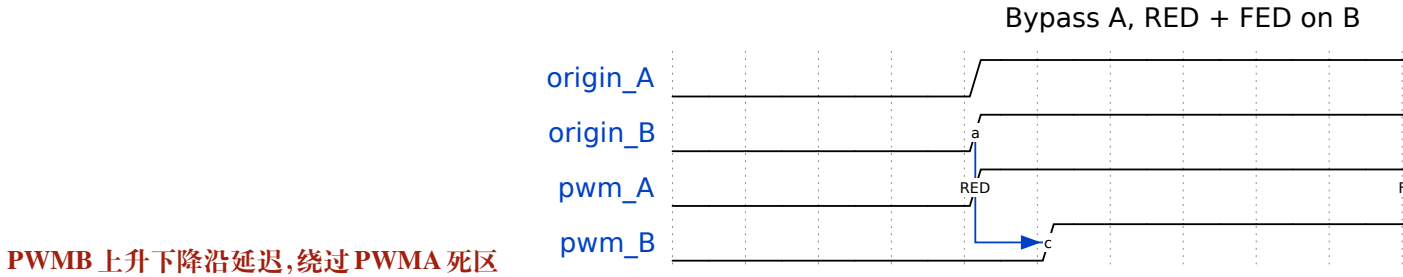 Bypass A, RED + FED on B
origin_A
origin_B
a
pwm_A
RED
F
pwm_B
c
PWMB 上升下降沿延迟,绕过 PWMA 死区